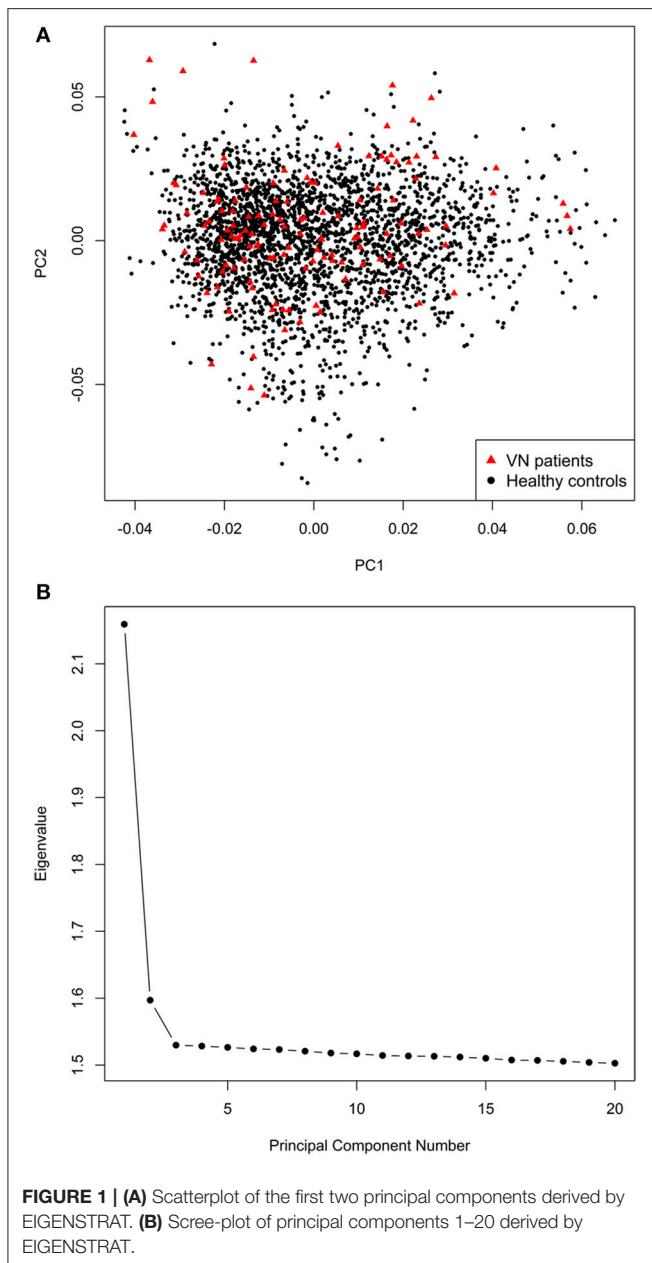 A
0.05
0.00
-0.05
PC2
VN patients
Healthy controls
-0.04 -0.02 0.00 0.02 0.04 0.06
PC1
B
2.1
2.0
1.9
1.8
1.7
1.6
1.5
Eigenvalue
5 10 15 20
Principal Component Number
FIGURE 1 | (A) Scatterplot of the first two principal components derived by
EIGENSTRAT. (B) Scree-plot of principal components 1–20 derived by
EIGENSTRAT.